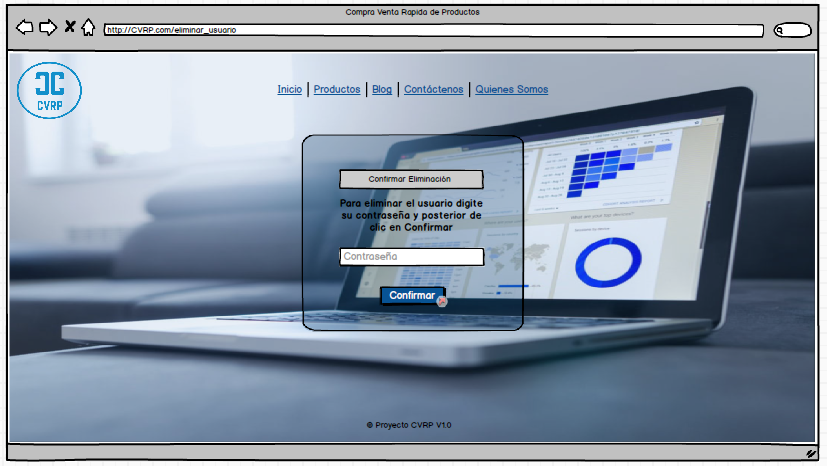 Compra Venta Rapida de Productos
http://CVRP.com/eliminar_usuario
CVRP
Inicio | Productos | Blog | Contáctenos | Quienes Somos
Confirmar Eliminación
Para eliminar el usuario digite
su contraseña y posterior de
clic en Confirmar
Contraseña
Confirmar
© Proyecto CVRP V1.0